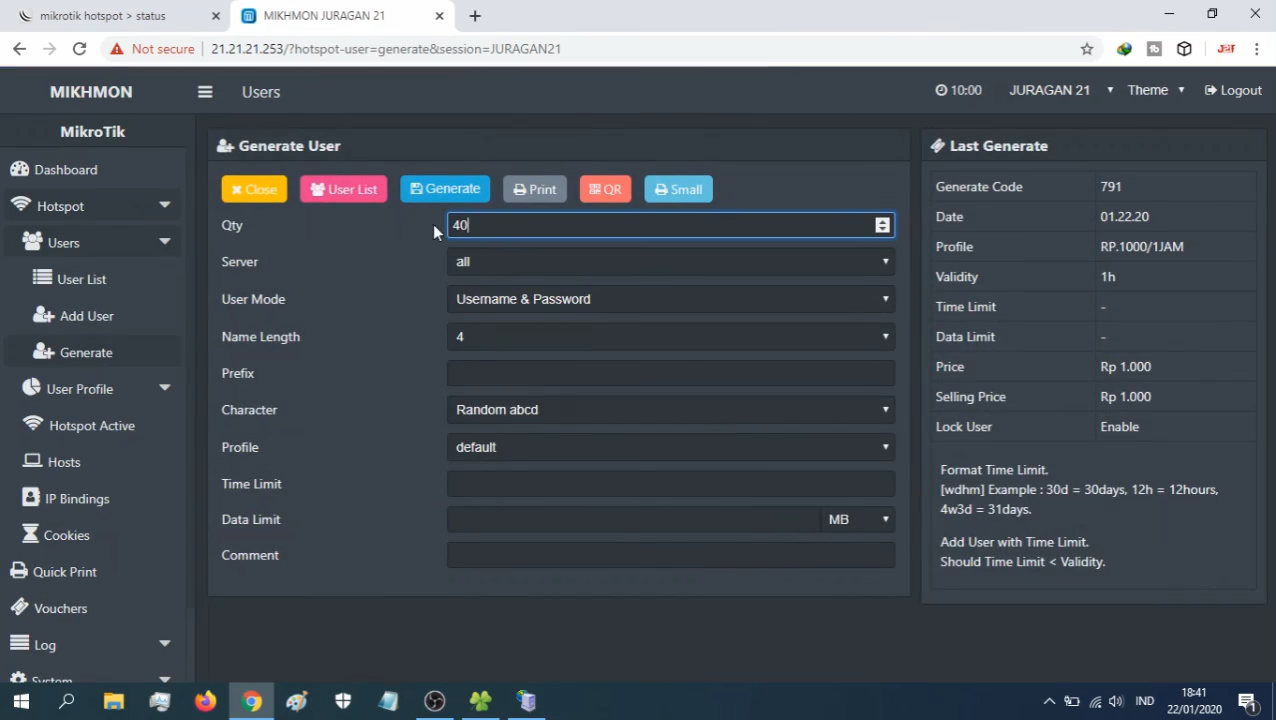 mikrotik hotspot > status
MIKHMON JURAGAN 21
Not secure
21.21.21.253/?hotspot-user=generate&session=JURAGAN21
MIKHMON
Users
10:00
JURAGAN 21
Theme
Logout
MikroTik
Dashboard
Hotspot
Users
User List
Add User
Generate
User Profile
Hotspot Active
Hosts
IP Bindings
Cookies
Quick Print
Vouchers
Log
System
Generate User
Close
User List
Generate
Print
QR
Small
Qty
40
Server
all
User Mode
Username & Password
Name Length
4
Prefix
Character
Random abcd
Profile
default
Time Limit
Data Limit
MB
Comment
Last Generate
Generate Code
791
Date
01.22.20
Profile
RP.1000/1JAM
Validity
1h
Time Limit
-
Data Limit
-
Price
Rp 1.000
Selling Price
Rp 1.000
Lock User
Enable
Format Time Limit.
[wdhm] Example : 30d = 30days, 12h = 12hours,
4w3d = 31days.
Add User with Time Limit.
Should Time Limit < Validity.
IND
18:41
22/01/2020
1